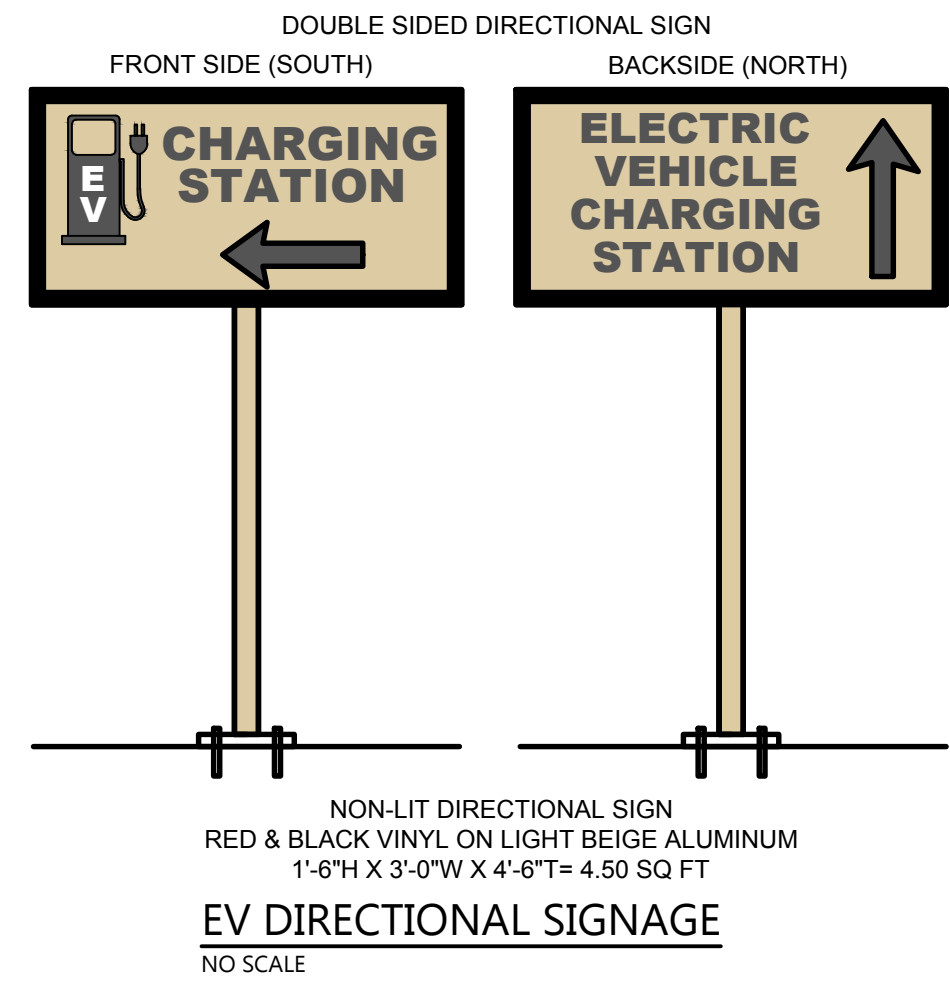 DOUBLE SIDED DIRECTIONAL SIGN
FRONT SIDE (SOUTH)
E
V
CHARGING
STATION
BACKSIDE (NORTH)
ELECTRIC
VEHICLE
CHARGING
STATION
NON-LIT DIRECTIONAL SIGN
RED & BLACK VINYL ON LIGHT BEIGE ALUMINUM
1'-6"H X 3'-0"W X 4'-6"T= 4.50 SQ FT
EV DIRECTIONAL SIGNAGE
NO SCALE